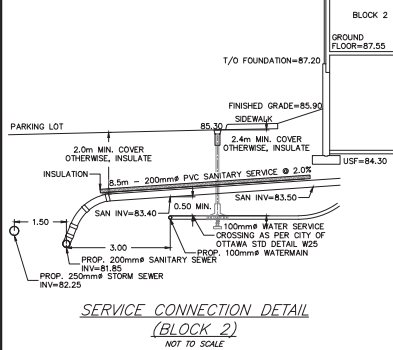 BLOCK 2
GROUND
FLOOR=87.55
T/O FOUNDATION=87.20
FINISHED GRADE=85.90
SIDEWALK
85.30
PARKING LOT
2.0m MIN. COVER
OTHERWISE, INSULATE
2.4m MIN. COVER
OTHERWISE, INSULATE
USF=84.30
INSULATION
8.5m - 200mmø PVC SANITARY SERVICE @ 2.0%
SAN INV=83.40
0.50 MIN.
SAN INV=83.50
1.50
3.00
100mmø WATER SERVICE
CROSSING AS PER CITY OF
OTTAWA STD DETAIL W25
PROP. 100mmø WATERMAIN
PROP. 200mmø SANITARY SEWER
INV=81.85
PROP. 250mmø STORM SEWER
INV=82.25
SERVICE CONNECTION DETAIL
(BLOCK 2)
NOT TO SCALE